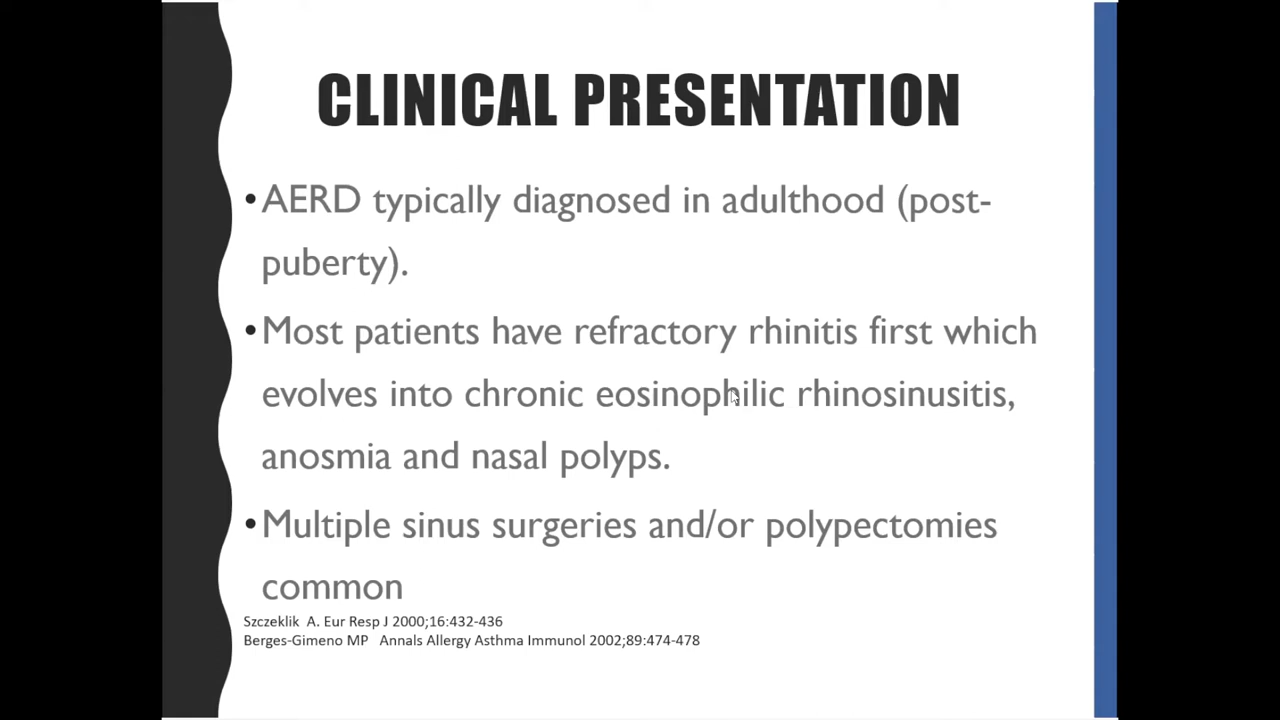 CLINICAL PRESENTATION
•AERD typically diagnosed in adulthood (post-
puberty).
•Most patients have refractory rhinitis first which
evolves into chronic eosinophilic rhinosinusitis,
anosmia and nasal polyps.
•Multiple sinus surgeries and/or polypectomies
common
Szczeklik A. Eur Resp J 2000;16:432-436
Berges-Gimeno MP Annals Allergy Asthma Immunol 2002;89:474-478